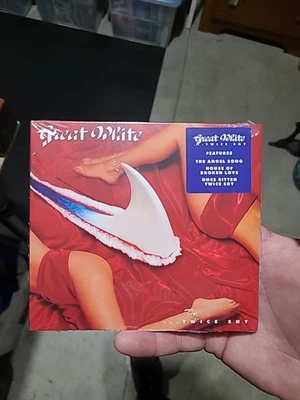 Great White
Great White
...TWICE SHY
FEATURES
THE ANGEL SONG
HOUSE OF
BROKEN LOVE
ONCE BITTEN
TWICE SHY
...TWICE SHY